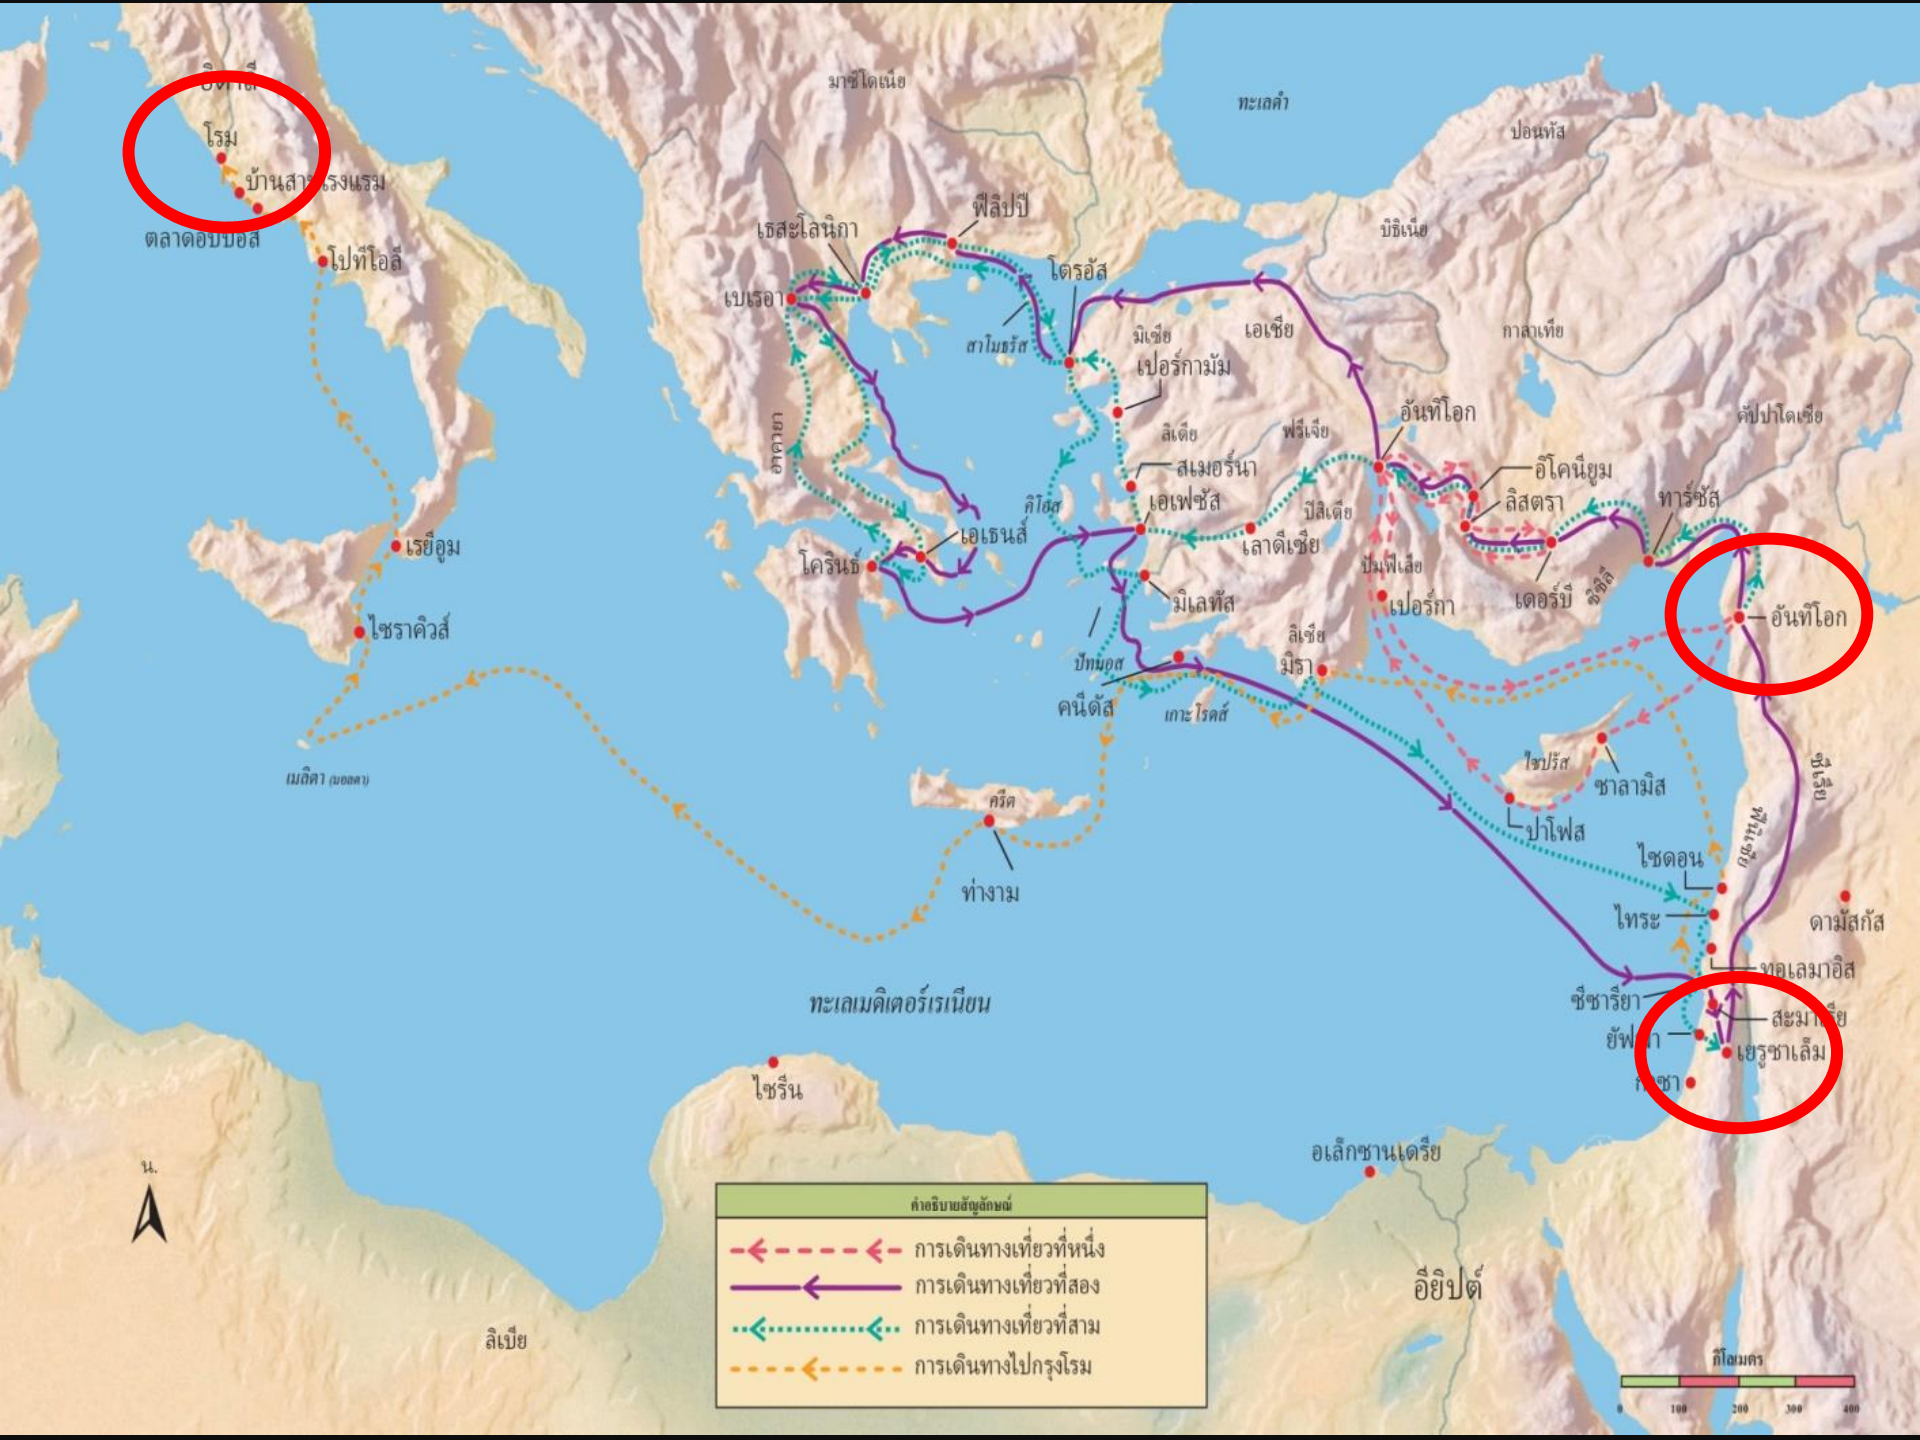 อิตาลี
โรม
บ้านสามโรงแรม
ตลาดอัปปีอัส
โปทิโอลี
เรยีอูม
ไซราคิวส์
เมลิตา (มอลตา)
มาซิโดเนีย
ทะเลดำ
ปอนทัส
ฟีลิปปี
เธสะโลนิกา
เบเรอา
โตรอัส
สาโมธรัส
บิธิเนีย
มิเซีย
เอเชีย
กาลาเทีย
เปอร์กามัม
อันทิโอก
คัปปาโดเซีย
อาคายา
ลิเดีย
ฟรีเจีย
สเมอร์นา
อิโคนียูม
ลิสตรา
ทาร์ซัส
คิโอส
เอเฟซัส
ปิสิเดีย
เลาดีเซีย
เอเธนส์
โครินธ์
ปัมฟีเลีย
เปอร์กา
เดอร์บี
ซิซิลี
มิเลทัส
อันทิโอก
ปัทมอส
ลิเซีย
มิรา
คนีดัส
เกาะโรดส์
ไซปรัส
ซาลามิส
ปาโฟส
ซีเรีย
ฟีนิเซีย
ครีต
ท่างาม
ไซดอน
ไทระ
ดามัสกัส
ทอเลมาอิส
ทะเลเมดิเตอร์เรเนียน
ซีซารียา
สะมาเรีย
ยัฟฟา
เยรูซาเล็ม
กาซา
ไซรีน
อเล็กซานเดรีย
น.
อียิปต์
ลิเบีย
คำอธิบายสัญลักษณ์
การเดินทางเที่ยวที่หนึ่ง
การเดินทางเที่ยวที่สอง
การเดินทางเที่ยวที่สาม
การเดินทางไปกรุงโรม
กิโลเมตร
0 100 200 300 400